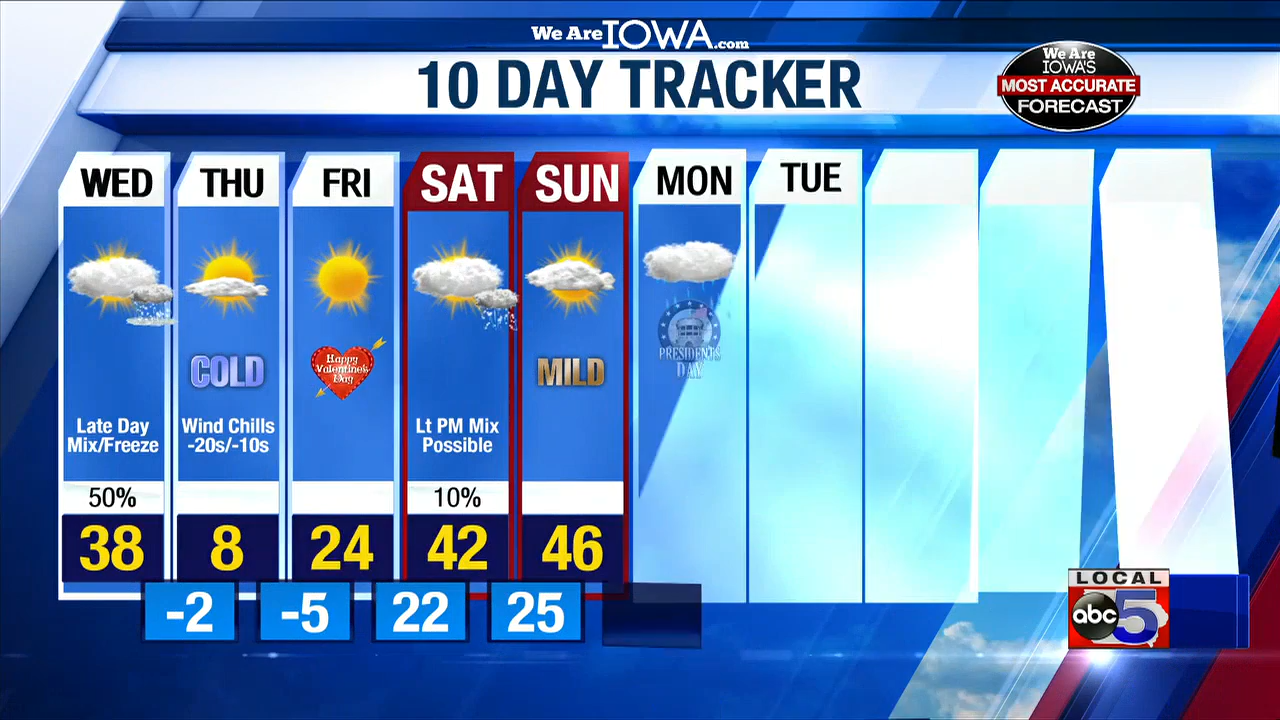 We Are IOWA.com
10 DAY TRACKER
We Are
IOWA'S
MOST ACCURATE
FORECAST
WED
THU
FRI
SAT
SUN
MON
TUE
COLD
Happy
Valentine's
Day
MILD
PRESIDENTS
DAY
Late Day
Mix/Freeze
Wind Chills
-20s/-10s
Lt PM Mix
Possible
50%
10%
38
8
24
42
46
-2
-5
22
25
LOCAL
abc 5